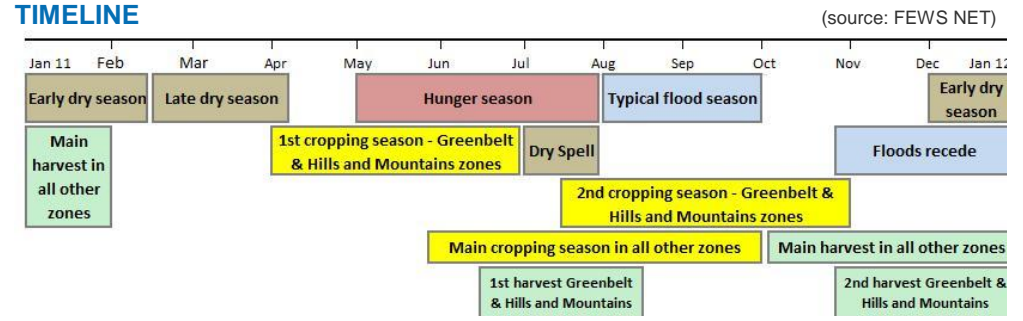 TIMELINE
(source: FEWS NET)
Jan 11 Feb Mar Apr May Jun Jul Aug Sep Oct Nov Dec Jan 12
Early dry season
Late dry season
Hunger season
Typical flood season
Early dry
season
Main
harvest in
all other
zones
1st cropping season - Greenbelt
& Hills and Mountains zones
Dry Spell
Floods recede
2nd cropping season - Greenbelt &
Hills and Mountains zones
Main cropping season in all other zones
Main harvest in all other zones
1st harvest Greenbelt
& Hills and Mountains
2nd harvest Greenbelt &
Hills and Mountains